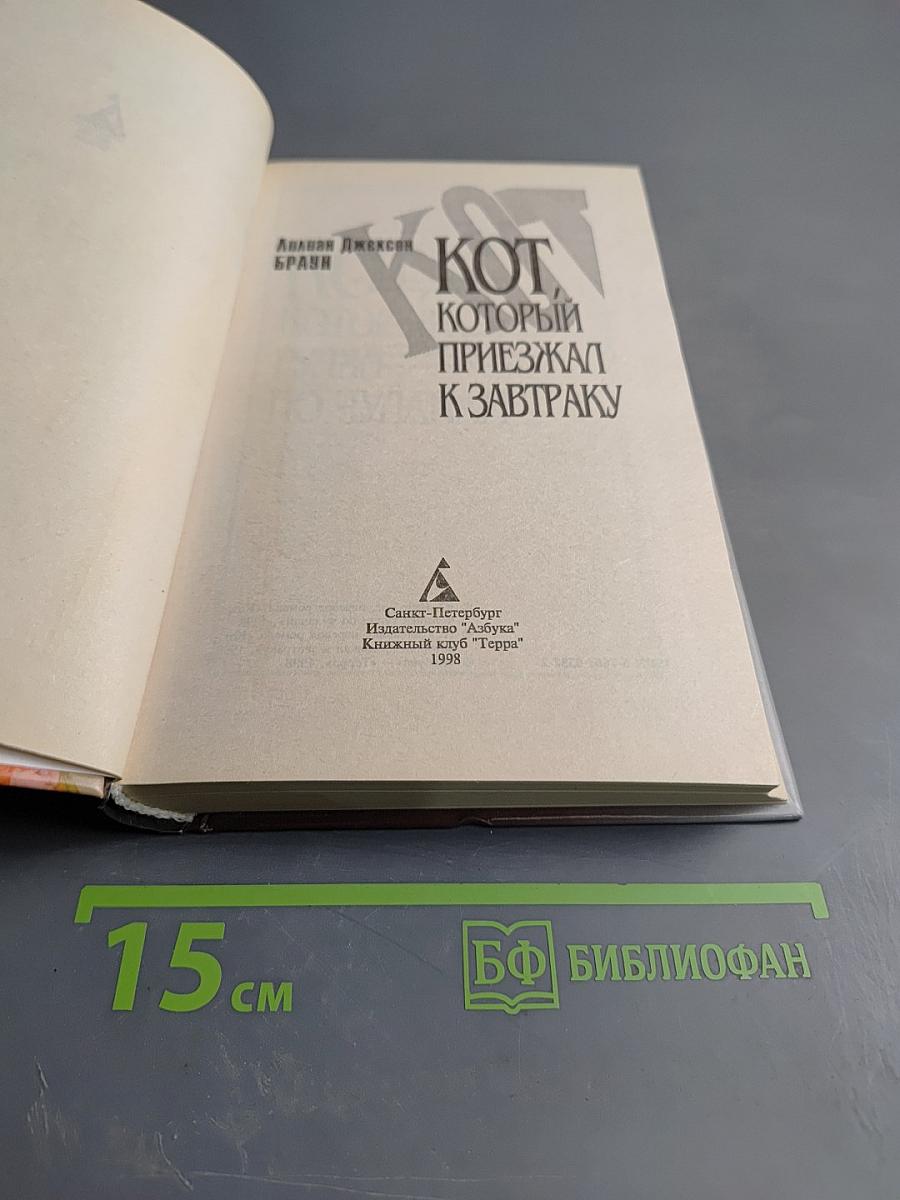 КОТ
Лилиан Джексон
БРАУН
КОТ,
КОТОРЫЙ
ПРИЕЗЖАЛ
К ЗАВТРАКУ
Санкт-Петербург
Издательство "Азбука"
Книжный клуб "Терра"
1998
15 см
БФ БИБЛИОФАН